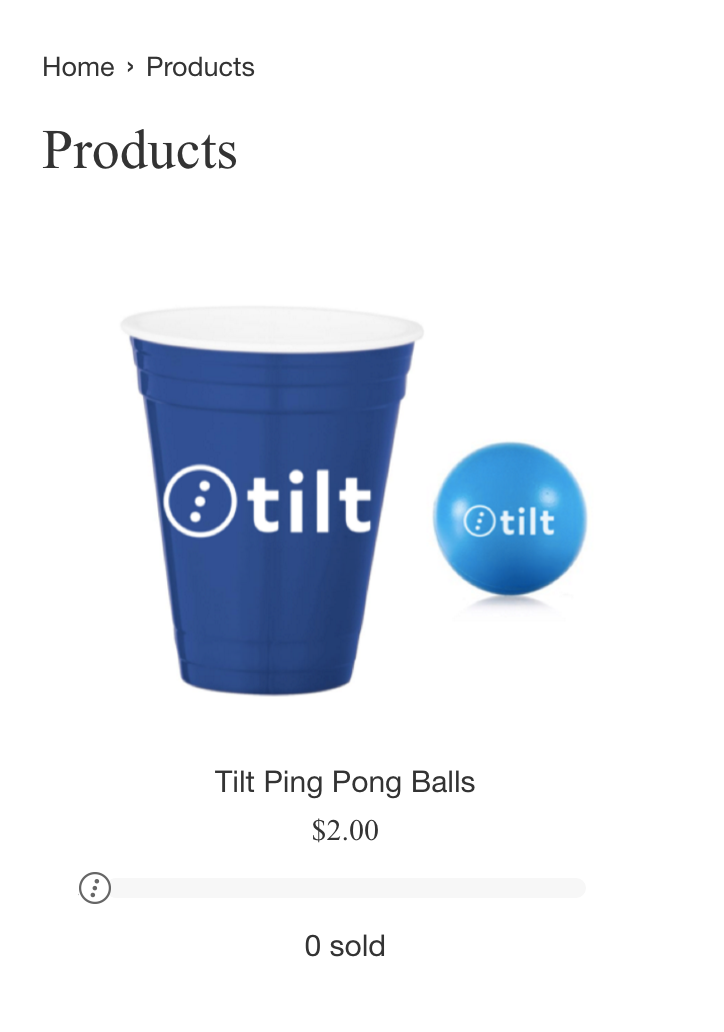 Home › Products
Products
tilt
tilt
Tilt Ping Pong Balls
$2.00
0 sold